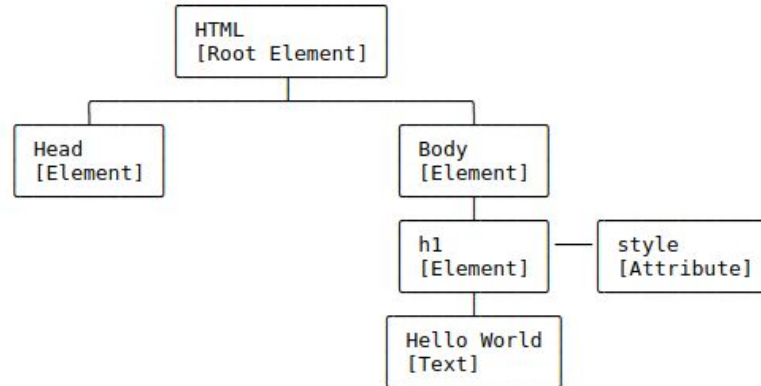 HTML
[Root Element]
Head
[Element]
Body
[Element]
h1
[Element]
style
[Attribute]
Hello World
[Text]